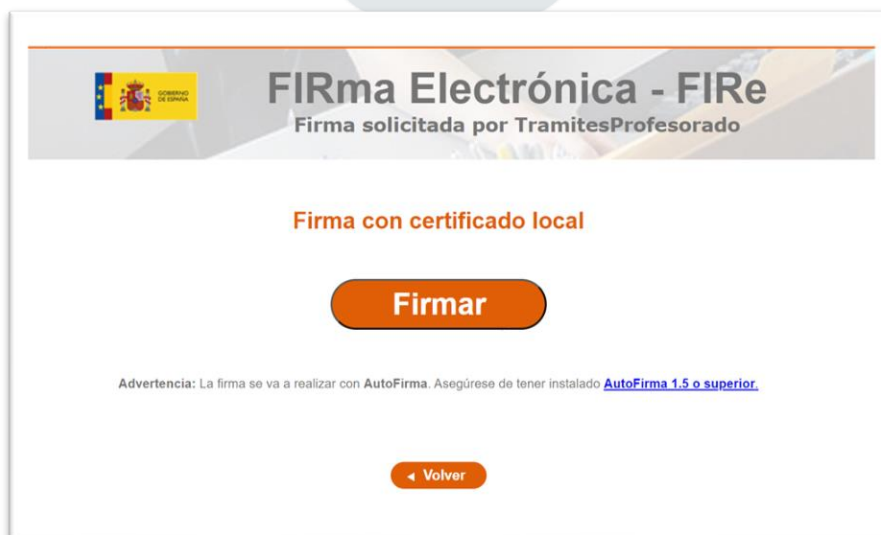 GOBIERNO
DE ESPAÑA
FIRma Electrónica - FIRe
Firma solicitada por TramitesProfesorado
Firma con certificado local
Firmar
Advertencia: La firma se va a realizar con AutoFirma. Asegúrese de tener instalado AutoFirma 1.5 o superior.
Volver